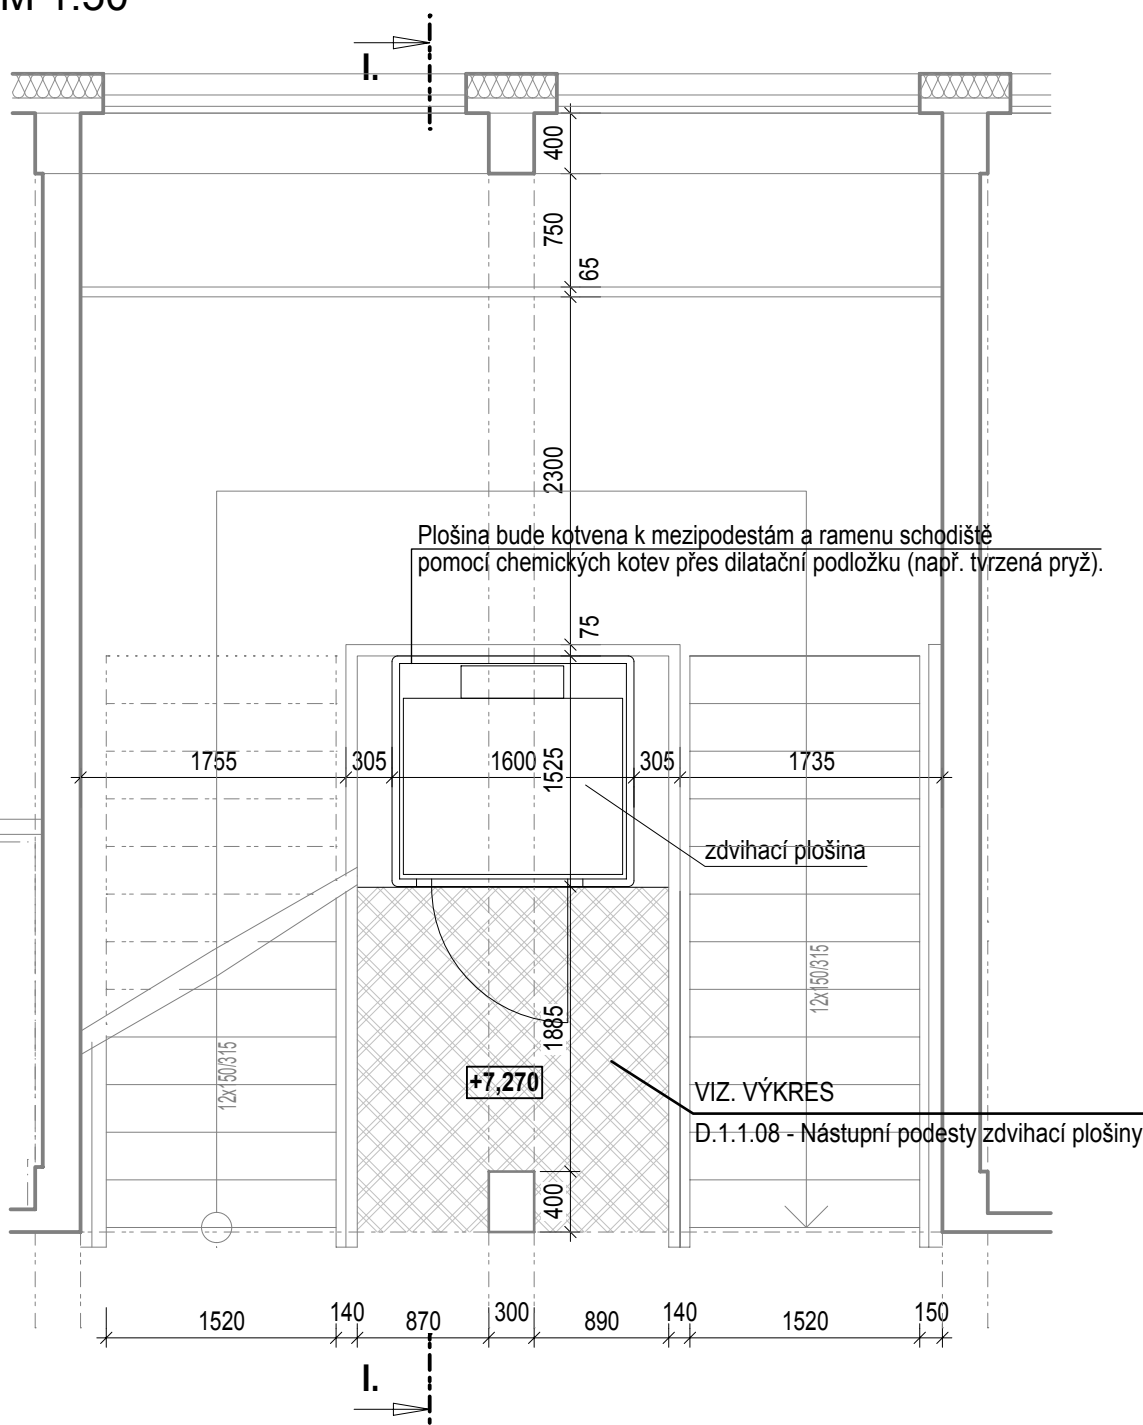 M 1:50
I.
400
750
65
2300
Plošina bude kotvena k mezipodestám a ramenu schodiště
pomocí chemických kotev přes dilatační podložku (např. tvrzená pryž).
75
1755
305
1600
1525
305
1735
zdvihací plošina
12x150/315
1885
12x150/315
+7,270
VIZ. VÝKRES
D.1.1.08 - Nástupní podesty zdvihací plošiny
400
1520
140
870
300
890
140
1520
150
I.